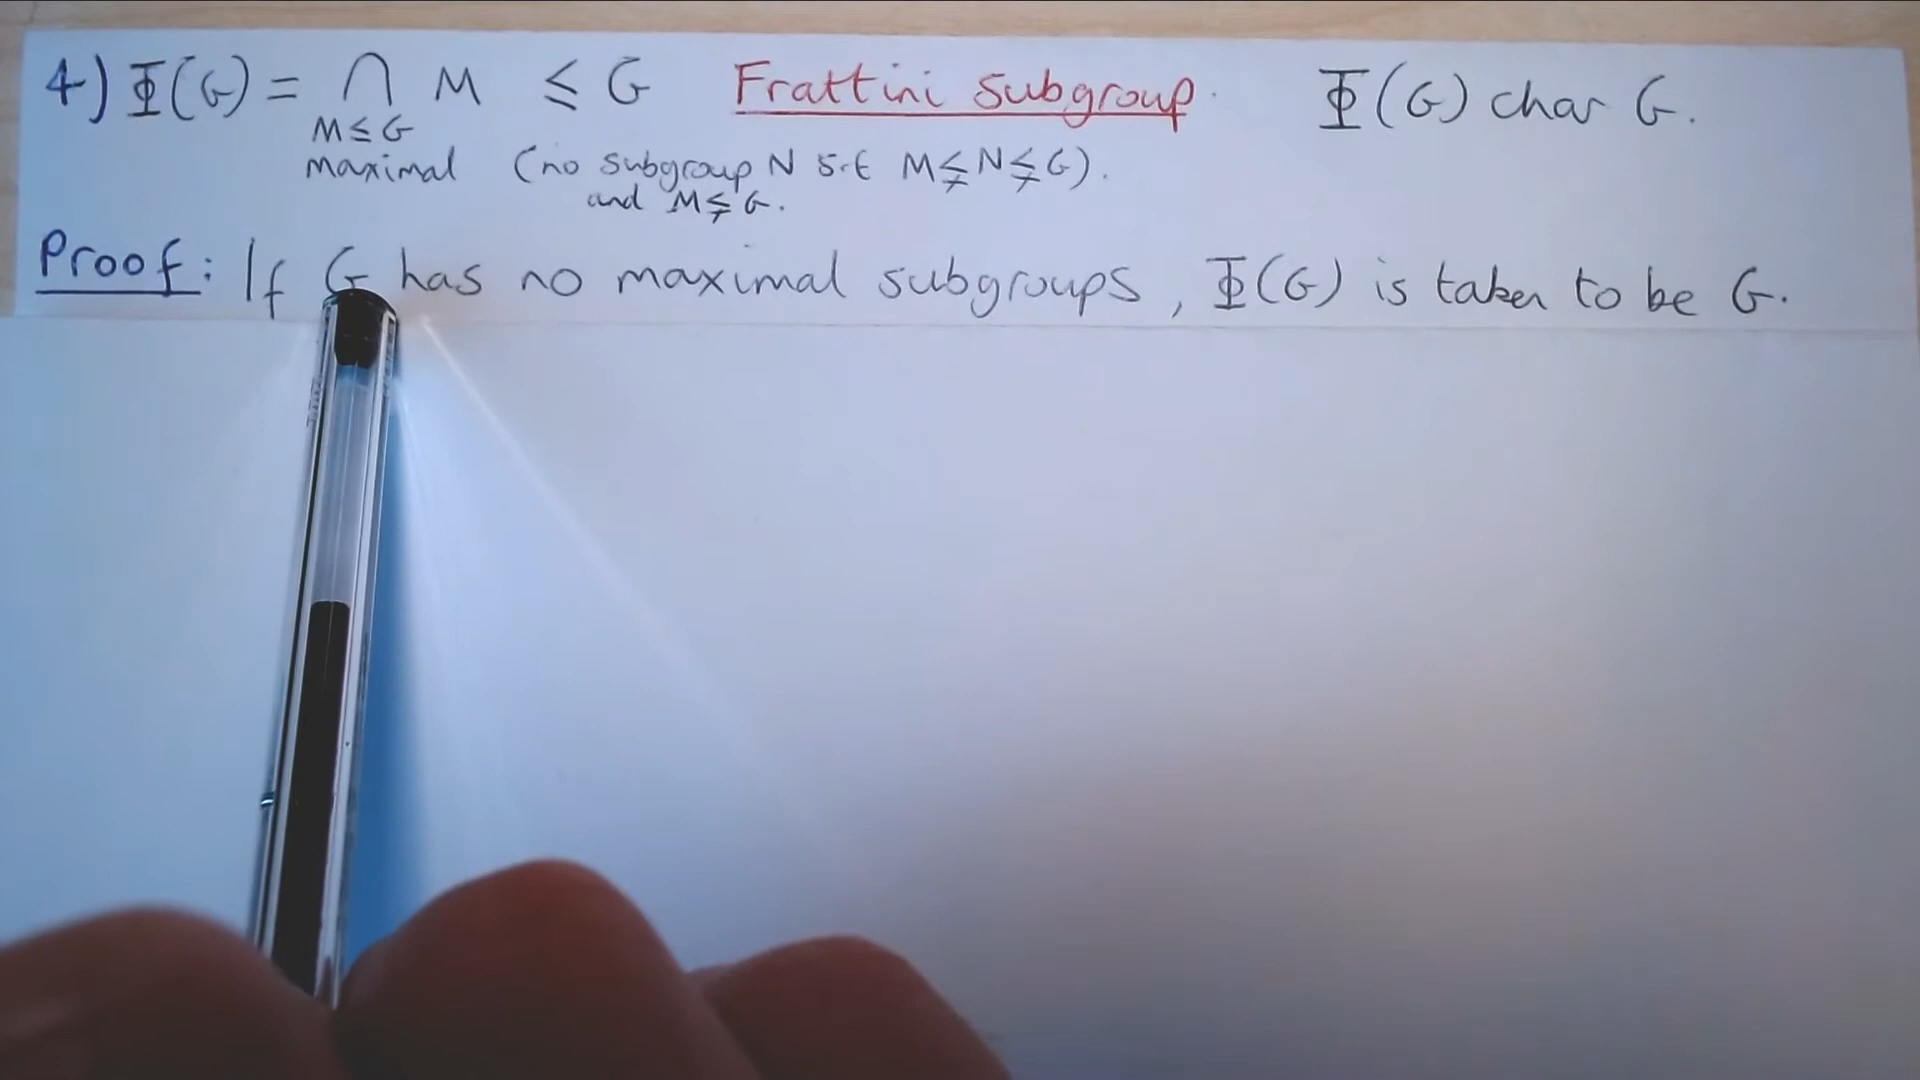 4) Φ(G) = ∩ M ≤ G Frattini Subgroup. Φ(G) char G.
M≤G
maximal (no subgroup N s.t M≨N≨G).
and M≨G.
Proof: If G has no maximal subgroups, Φ(G) is taken to be G.